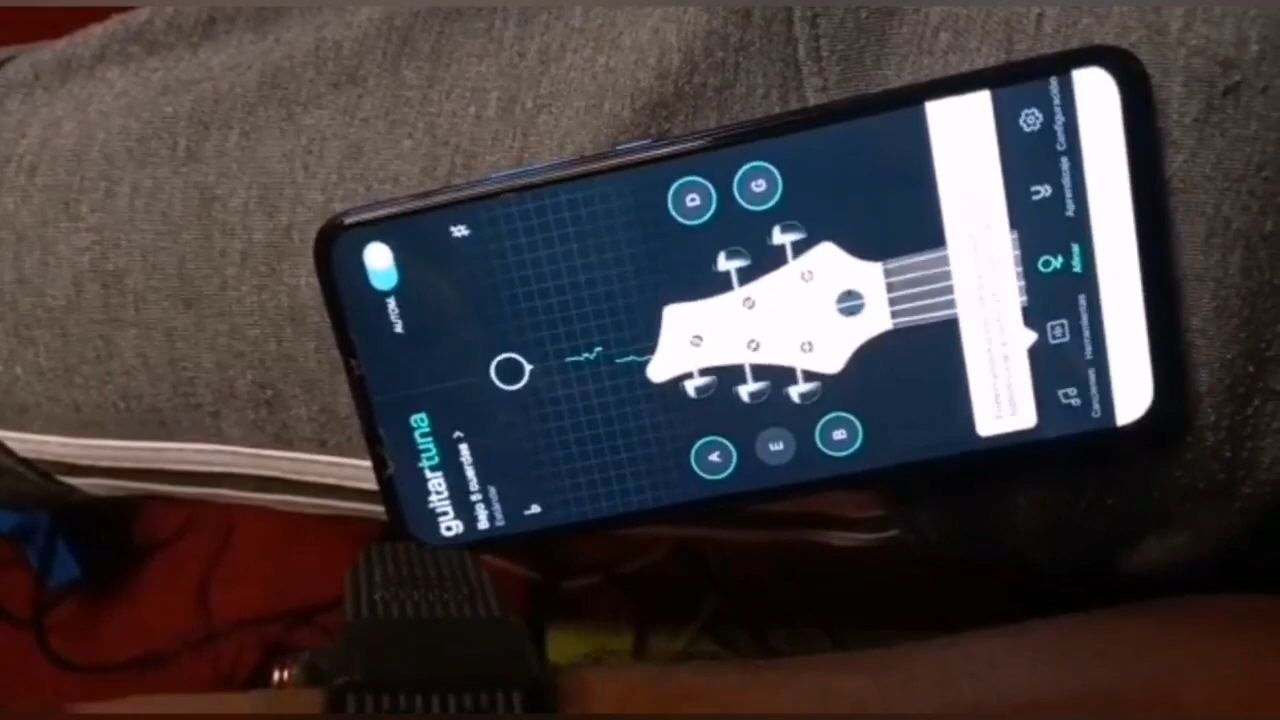 guitartuna
AUTOM.
Bajo 5 cuerdas >
Estándar
♭
#
A
D
E
G
B
Canciones
Herramientas
Afinar
Aprendizaje
Configuración